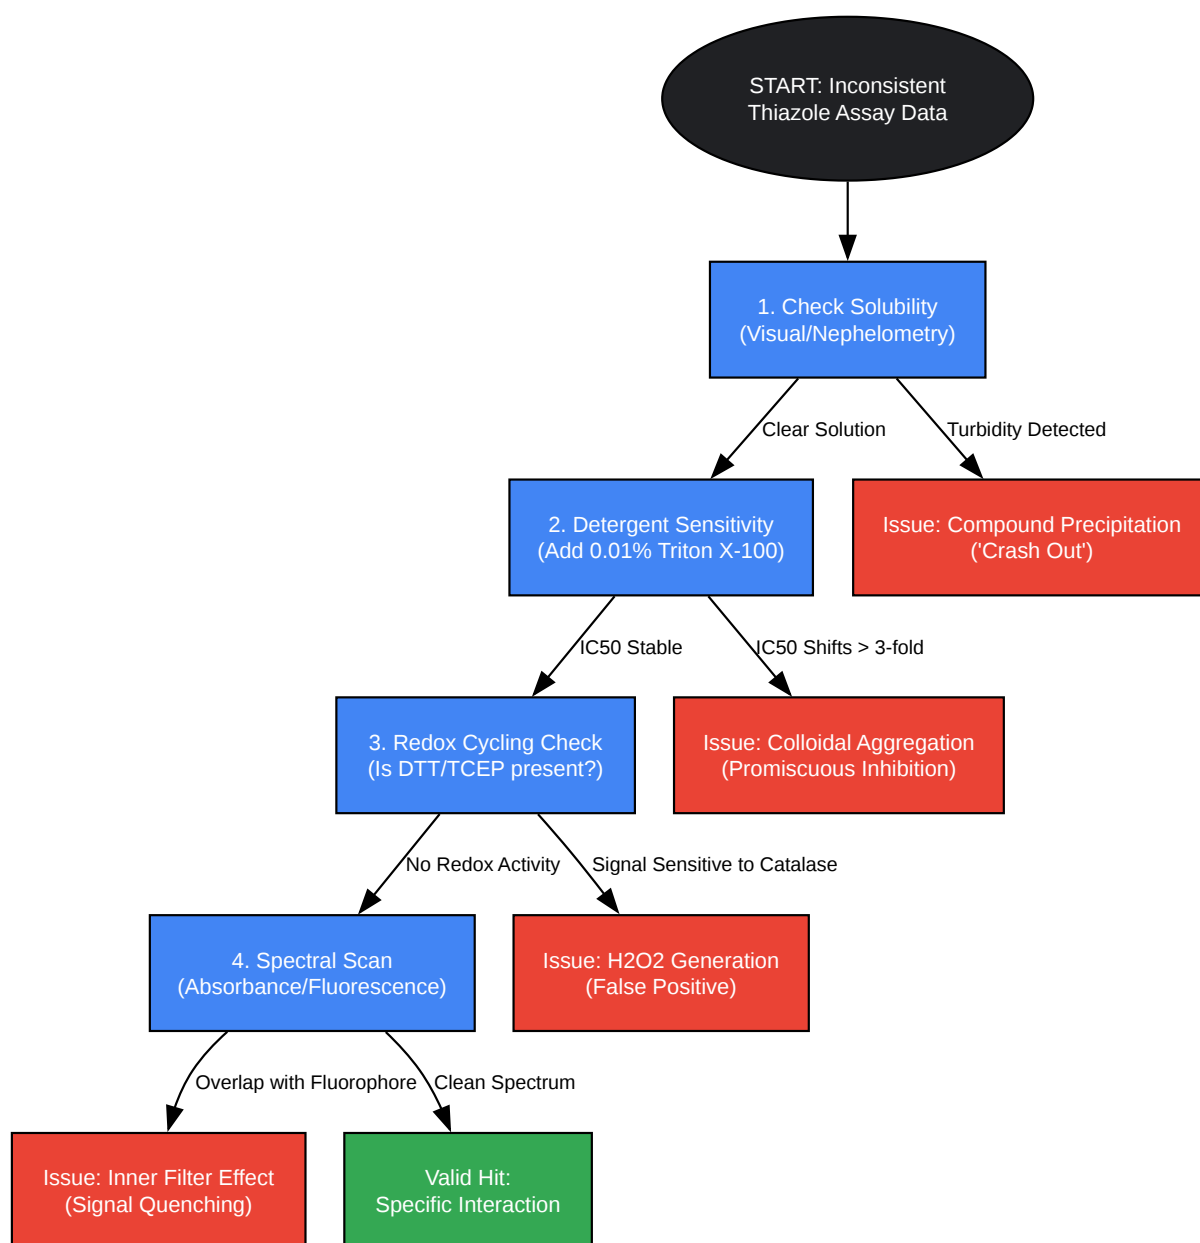 START: Inconsistent
Thiazole Assay Data
1. Check Solubility
(Visual/Nephelometry)
Clear Solution
Turbidity Detected
2. Detergent Sensitivity
(Add 0.01% Triton X-100)
Issue: Compound Precipitation
('Crash Out')
IC50 Stable
IC50 Shifts > 3-fold
3. Redox Cycling Check
(Is DTT/TCEP present?)
Issue: Colloidal Aggregation
(Promiscuous Inhibition)
No Redox Activity
Signal Sensitive to Catalase
4. Spectral Scan
(Absorbance/Fluorescence)
Issue: H2O2 Generation
(False Positive)
Overlap with Fluorophore
Clean Spectrum
Issue: Inner Filter Effect
(Signal Quenching)
Valid Hit:
Specific Interaction